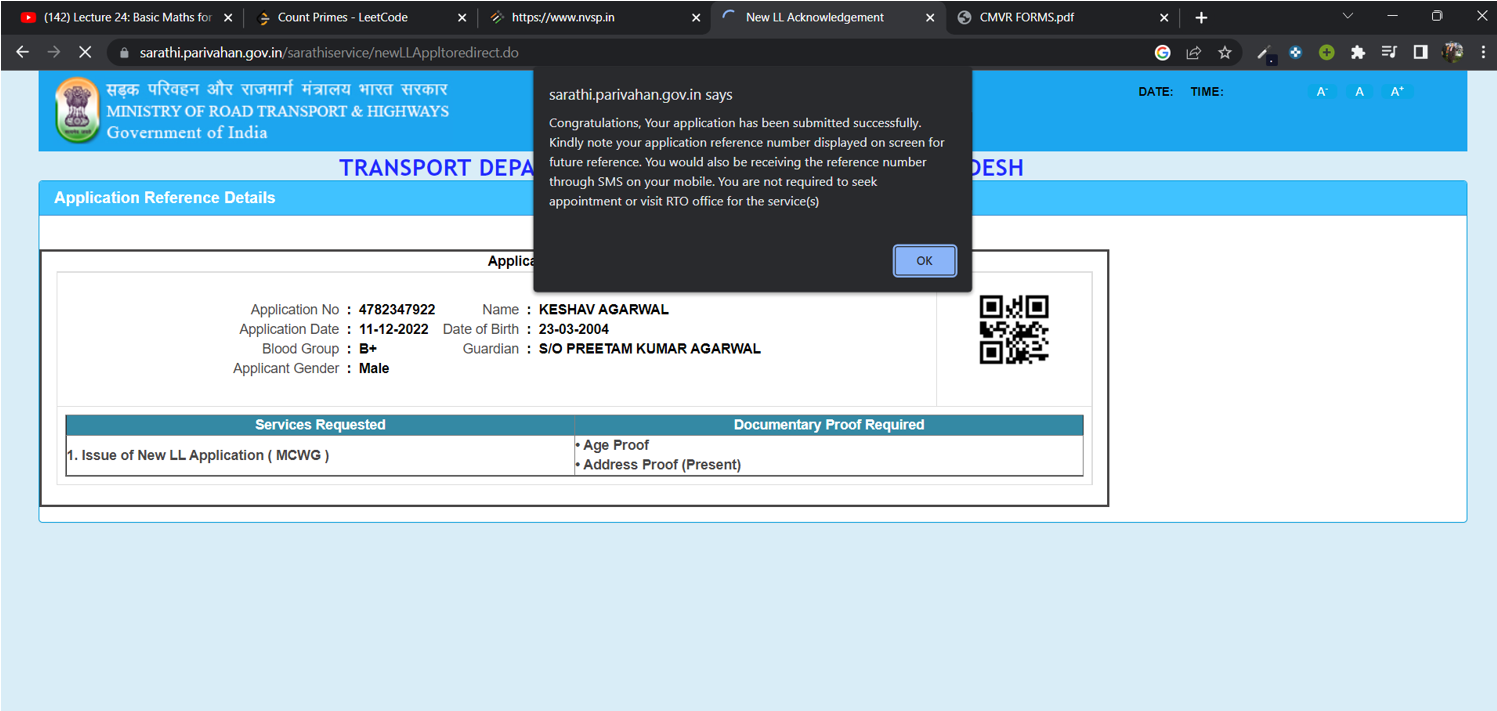 (142) Lecture 24: Basic Maths for
Count Primes - LeetCode
https://www.nvsp.in
New LL Acknowledgement
CMVR FORMS.pdf
sarathi.parivahan.gov.in/sarathiservice/newLLAppltoredirect.do
सड़क परिवहन और राजमार्ग मंत्रालय भारत सरकार
MINISTRY OF ROAD TRANSPORT & HIGHWAYS
Government of India
DATE: TIME: A- A A+
sarathi.parivahan.gov.in says
Congratulations, Your application has been submitted successfully.
Kindly note your application reference number displayed on screen for
future reference. You would also be receiving the reference number
through SMS on your mobile. You are not required to seek
appointment or visit RTO office for the service(s)
OK
TRANSPORT DEPA DESH
Application Reference Details
Applica
Application No : 4782347922 Name : KESHAV AGARWAL
Application Date : 11-12-2022 Date of Birth : 23-03-2004
Blood Group : B+ Guardian : S/O PREETAM KUMAR AGARWAL
Applicant Gender : Male
Services Requested Documentary Proof Required
1. Issue of New LL Application ( MCWG )
• Age Proof
• Address Proof (Present)